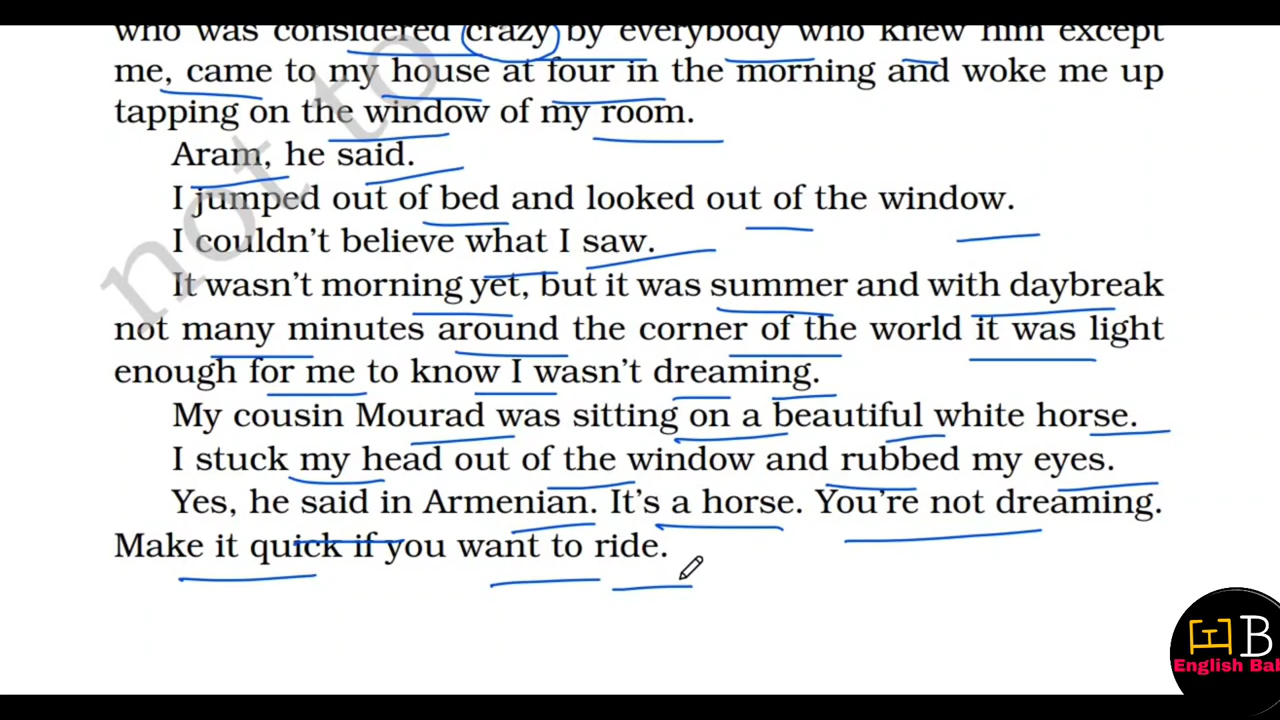 who was considered crazy by everybody who knew him except
me, came to my house at four in the morning and woke me up
tapping on the window of my room.
Aram, he said.
I jumped out of bed and looked out of the window.
I couldn't believe what I saw.
It wasn't morning yet, but it was summer and with daybreak
not many minutes around the corner of the world it was light
enough for me to know I wasn't dreaming.
My cousin Mourad was sitting on a beautiful white horse.
I stuck my head out of the window and rubbed my eyes.
Yes, he said in Armenian. It's a horse. You're not dreaming.
Make it quick if you want to ride.
not to
EB
English Bal